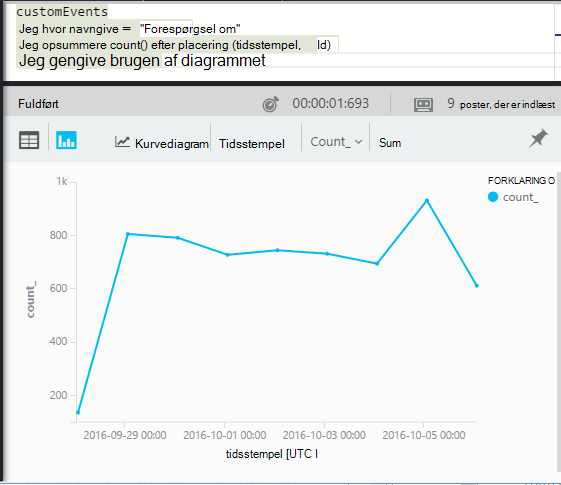 customEvents
Jeg hvor navngive = "Forespørgsel om"
Jeg opsummere count() efter placering (tidsstempel, ld)
Jeg gengive brugen af diagrammet
Fuldført 00:00:01:693 9 poster, der er indlæst
Kurvediagram Tidsstempel Count_ Sum
FORKLARING O
count_
1k
800
600
400
200
count_
2016-09-29 00:00 2016-10-01 00:00 2016-10-03 00:00 2016-10-05 00:00
tidsstempel [UTC I